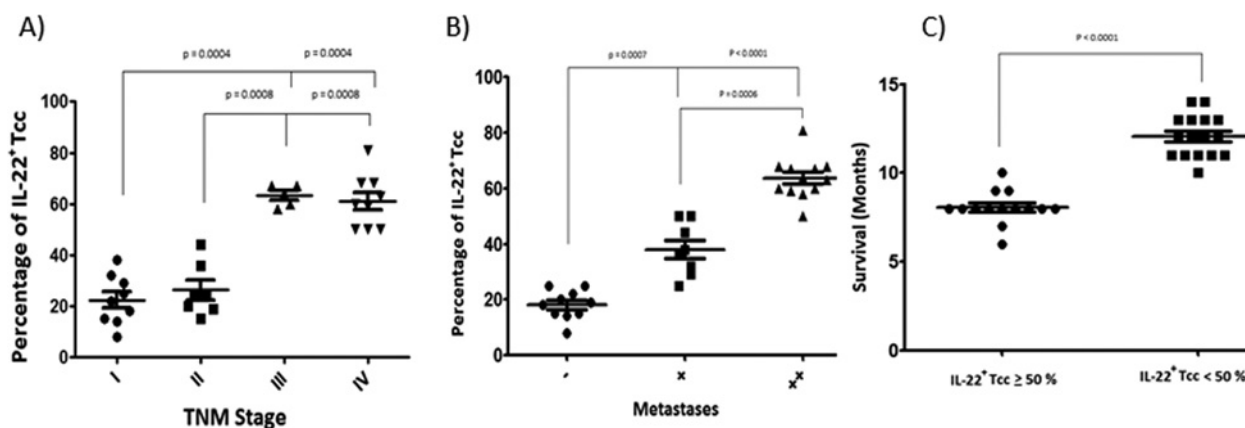 A)
p = 0.0004 p = 0.0004
p = 0.0008 p = 0.0008
Percentage of IL-22⁺Tcc
100
80
60
40
20
0
I II III IV
TNM Stage
B)
p = 0.0007 P < 0.0001
P = 0.0006
Percentage of IL-22⁺Tcc
100
80
60
40
20
0
- + ++
Metastases
C)
P < 0.0001
Survival (Months)
15
10
5
0
IL-22⁺Tcc ≥ 50 % IL-22⁺Tcc < 50 %